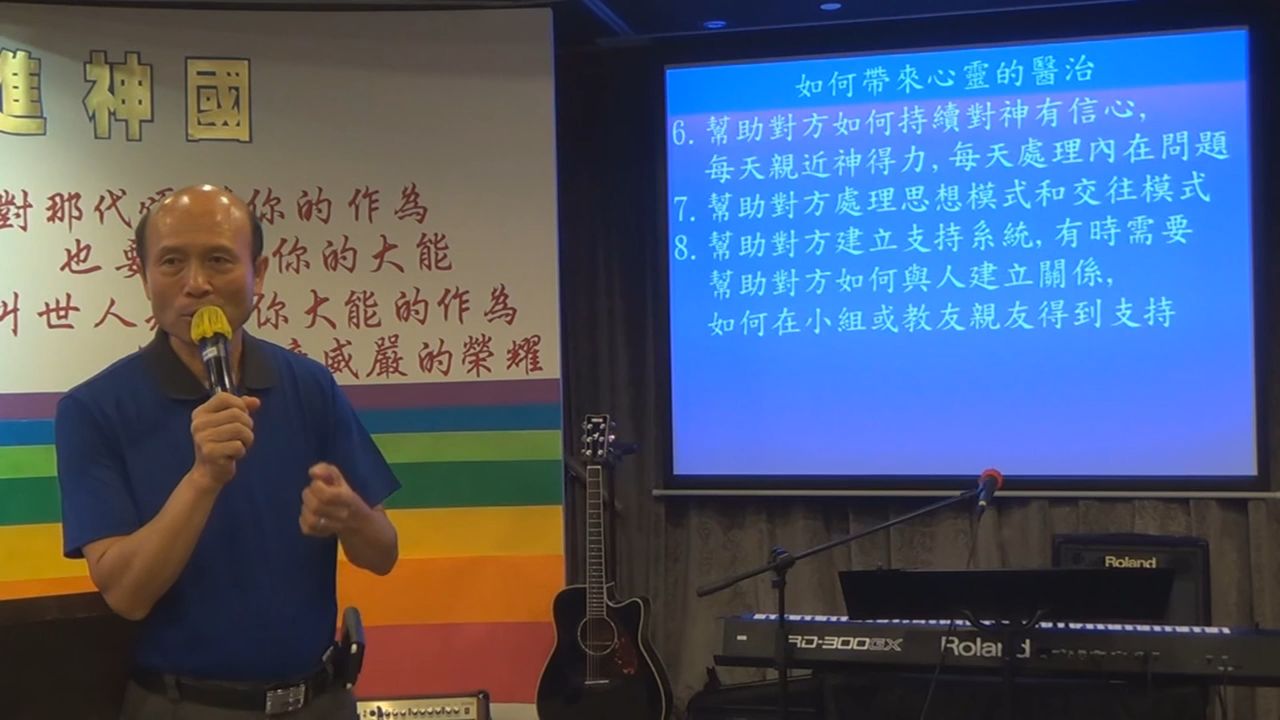 進神國
對那代 你的作為
也要 你的大能
叫世人 你大能的作為
威嚴的榮耀
如何帶來心靈的醫治
6. 幫助對方如何持續對神有信心,
每天親近神得力, 每天處理內在問題
7. 幫助對方處理思想模式和交往模式
8. 幫助對方建立支持系統, 有時需要
幫助對方如何與人建立關係,
如何在小組或教友親友得到支持
Roland
RD-300GX
Roland